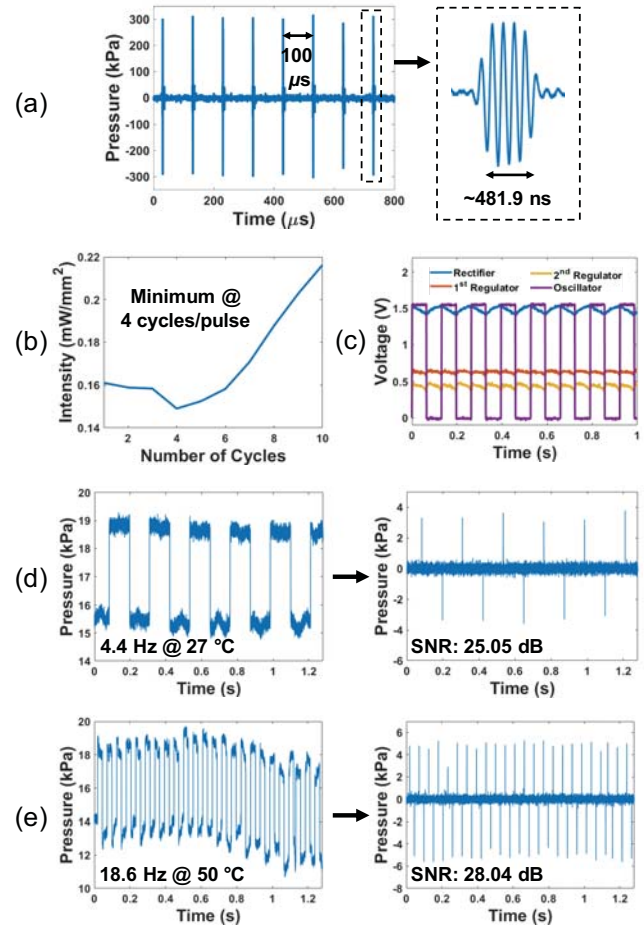 (a)
Pressure (kPa)
300
200
100
0
-100
-200
-300
0
200
400
600
800
Time (μs)
100
μs
~481.9 ns
(b)
Intensity (mW/mm²)
0.22
0.2
0.18
0.16
0.14
2
4
6
8
10
Number of Cycles
Minimum @
4 cycles/pulse
(c)
Voltage (V)
2
1.5
1
0.5
0
0
0.2
0.4
0.6
0.8
1
Time (s)
Rectifier
2nd Regulator
1st Regulator
Oscillator
(d)
Pressure (kPa)
20
19
18
17
16
15
14
0
0.2
0.4
0.6
0.8
1
1.2
Time (s)
4.4 Hz @ 27 °C
Pressure (kPa)
4
2
0
-2
-4
-6
0
0.2
0.4
0.6
0.8
1
1.2
Time (s)
SNR: 25.05 dB
(e)
Pressure (kPa)
20
18
16
14
12
10
0
0.2
0.4
0.6
0.8
1
1.2
Time (s)
18.6 Hz @ 50 °C
Pressure (kPa)
6
4
2
0
-2
-4
-6
-8
0
0.2
0.4
0.6
0.8
1
1.2
Time (s)
SNR: 28.04 dB